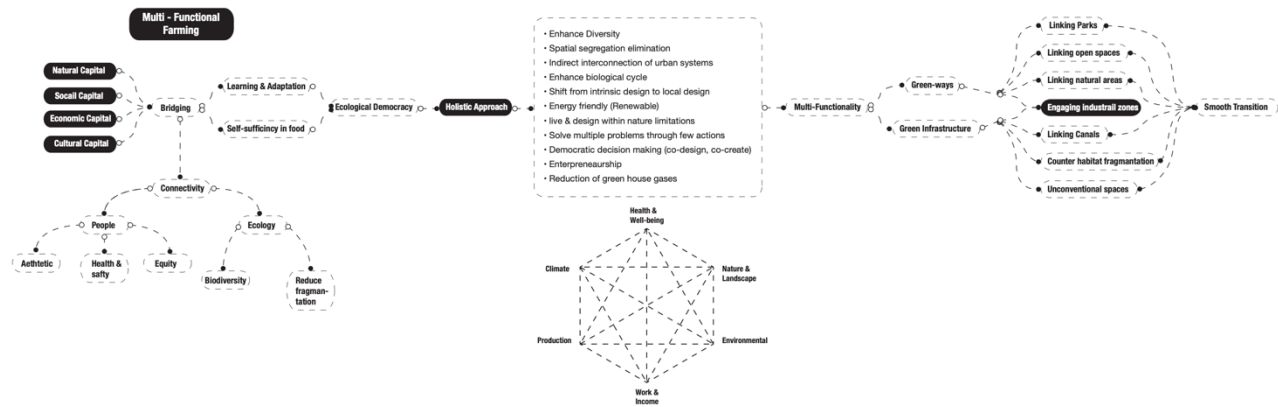 Multi - Functional
Farming
Natural Capital
Socail Capital
Economic Capital
Cultural Capital
Bridging
Learning & Adaptation
Self-sufficincy in food
Ecological Democracy
Holistic Approach
Connectivity
People
Ecology
Aethtetic
Health &
safty
Equity
Biodiversity
Reduce
fragman-
tation
• Enhance Diversity
• Spatial segregation elimination
• Indirect interconnection of urban systems
• Enhance biological cycle
• Shift from intrinsic design to local design
• Energy friendly (Renewable)
• live & design within nature limitations
• Solve multiple problems through few actions
• Democratic decision making (co-design, co-create)
• Enterpreneaurship
• Reduction of green house gases
Health &
Well-being
Climate
Nature &
Landscape
Production
Environmental
Work &
Income
Multi-Functionality
Green-ways
Green Infrastructure
Linking Parks
Linking open spaces
Linking natural areas
Engaging industrail zones
Linking Canals
Counter habitat fragmantation
Unconventional spaces
Smooth Transition